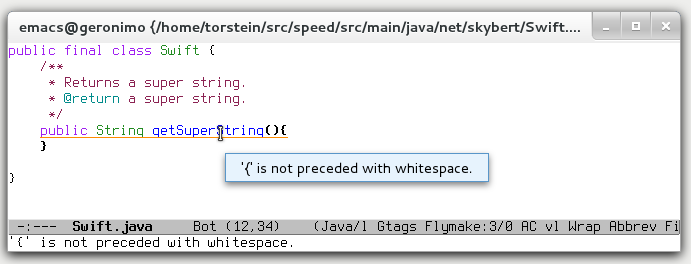 emacs@geronimo {/home/torstein/src/speed/src/main/java/net/skybert/Swift....
public final class Swift {
    /**
     * Returns a super string.
     * @return a super string.
     */
    public String getSuperString(){
    }
'{' is not preceded with whitespace.
}
-:--- Swift.java Bot (12,34) (Java/l Gtags Flymake:3/0 AC vl Wrap Abbrev Fi
'{' is not preceded with whitespace.